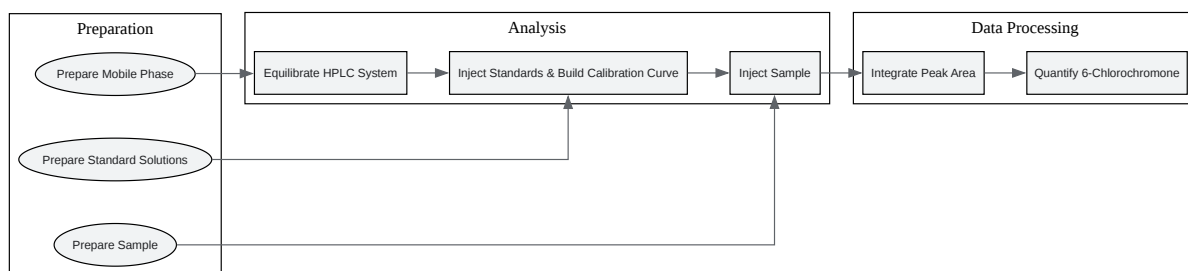 Preparation
Prepare Mobile Phase
Prepare Standard Solutions
Prepare Sample
Analysis
Equilibrate HPLC System
Inject Standards & Build Calibration Curve
Inject Sample
Data Processing
Integrate Peak Area
Quantify 6-Chlorochromone